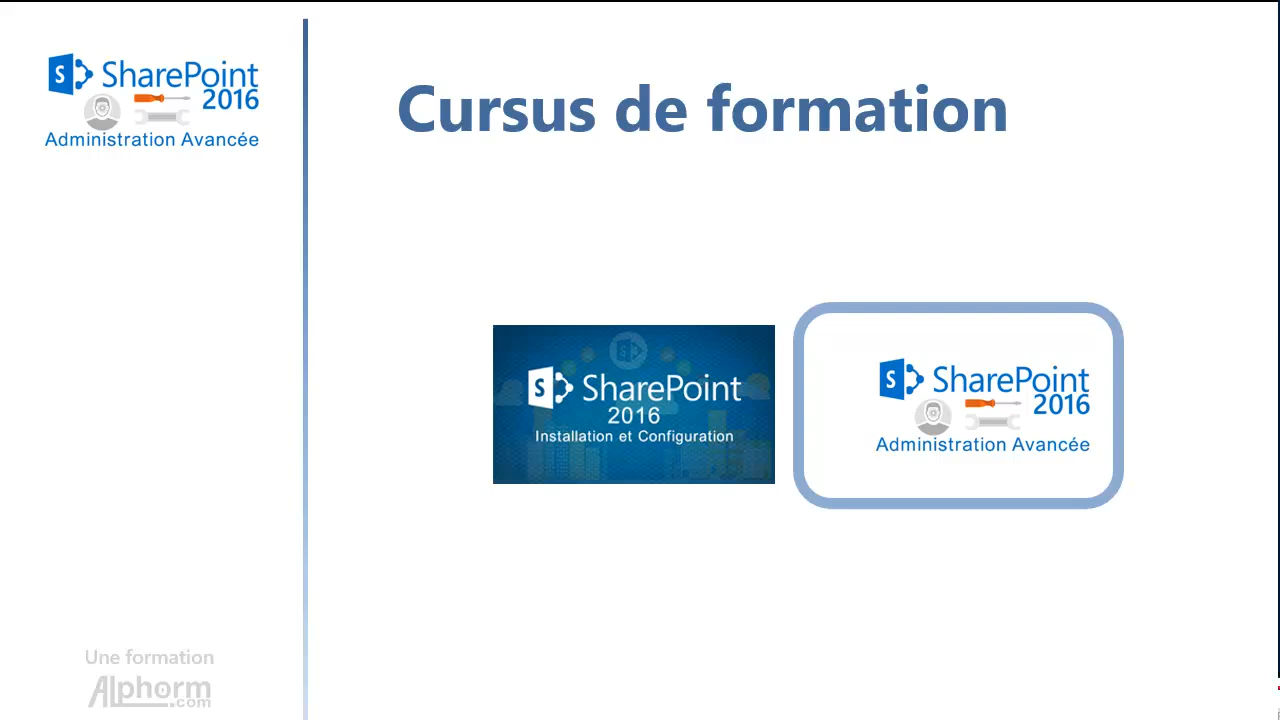 SharePoint
2016
Administration Avancée
Cursus de formation
S SharePoint
2016
Installation et Configuration
S SharePoint
2016
Administration Avancée
Une formation
Alphorm
.com